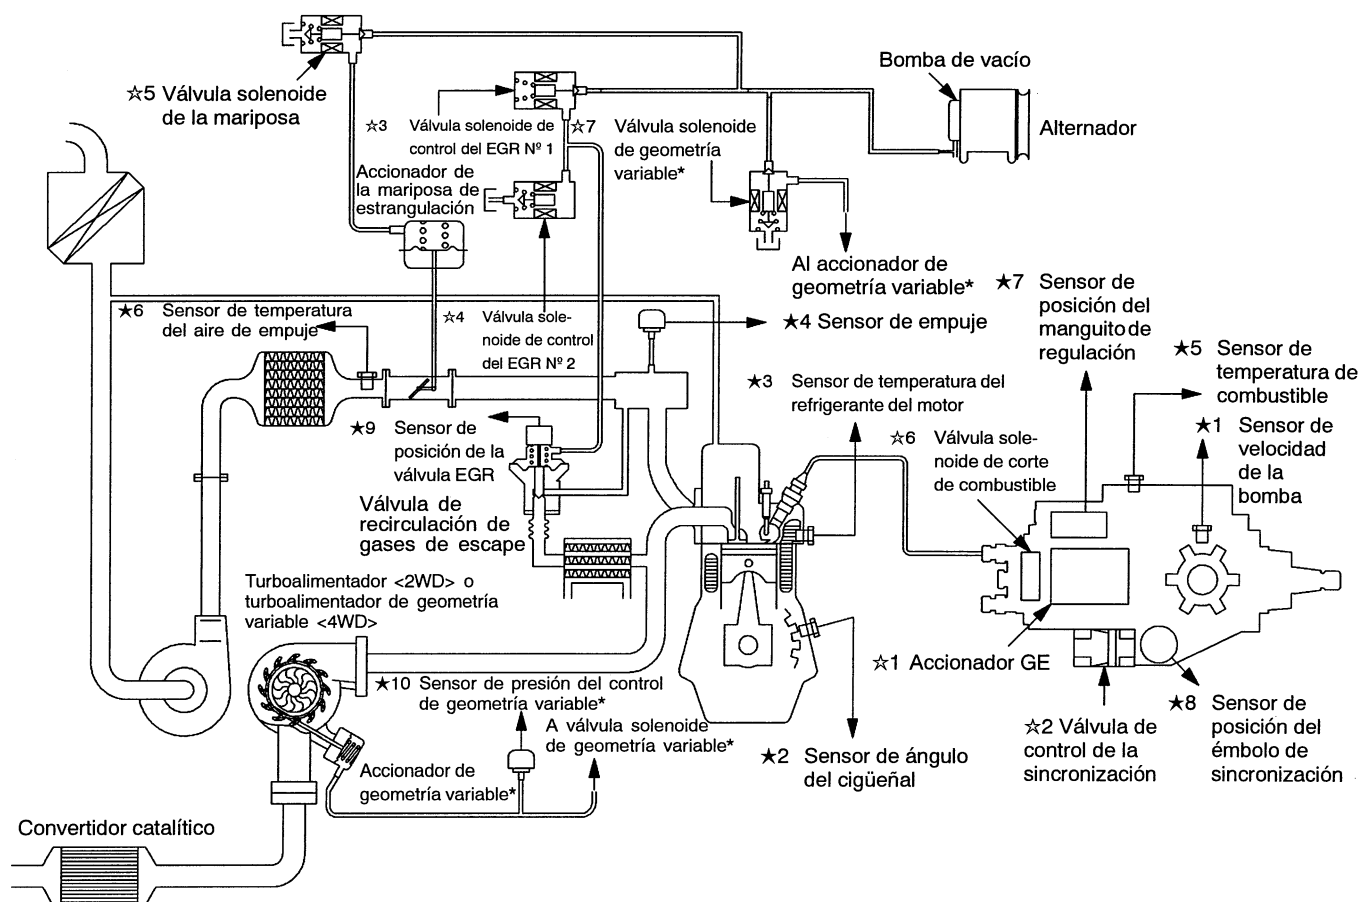 ☆5 Válvula solenoide
de la mariposa
☆3 Válvula solenoide de
control del EGR Nº 1
☆7 Válvula solenoide
de geometría
variable*
Bomba de vacío
Alternador
Accionador de
la mariposa de
estrangulación
Al accionador de
geometría variable*
★6 Sensor de temperatura
del aire de empuje
☆4 Válvula sole-
noide de control
del EGR Nº 2
★4 Sensor de empuje
★7 Sensor de
posición del
manguito de
regulación
★5 Sensor de
temperatura de
combustible
★3 Sensor de temperatura del
refrigerante del motor
★9 Sensor de
posición de la
válvula EGR
☆6 Válvula sole-
noide de corte
de combustible
★1 Sensor de
velocidad
de la
bomba
Válvula de
recirculación de
gases de escape
Turboalimentador <2WD> o
turboalimentador de geometría
variable <4WD>
☆1 Accionador GE
★10 Sensor de presión del control
de geometría variable*
A válvula solenoide
de geometría variable*
★2 Sensor de ángulo
del cigüeñal
☆2 Válvula de
control de la
sincronización
★8 Sensor de
posición del
émbolo de
sincronización
Accionador de
geometría variable*
Convertidor catalítico